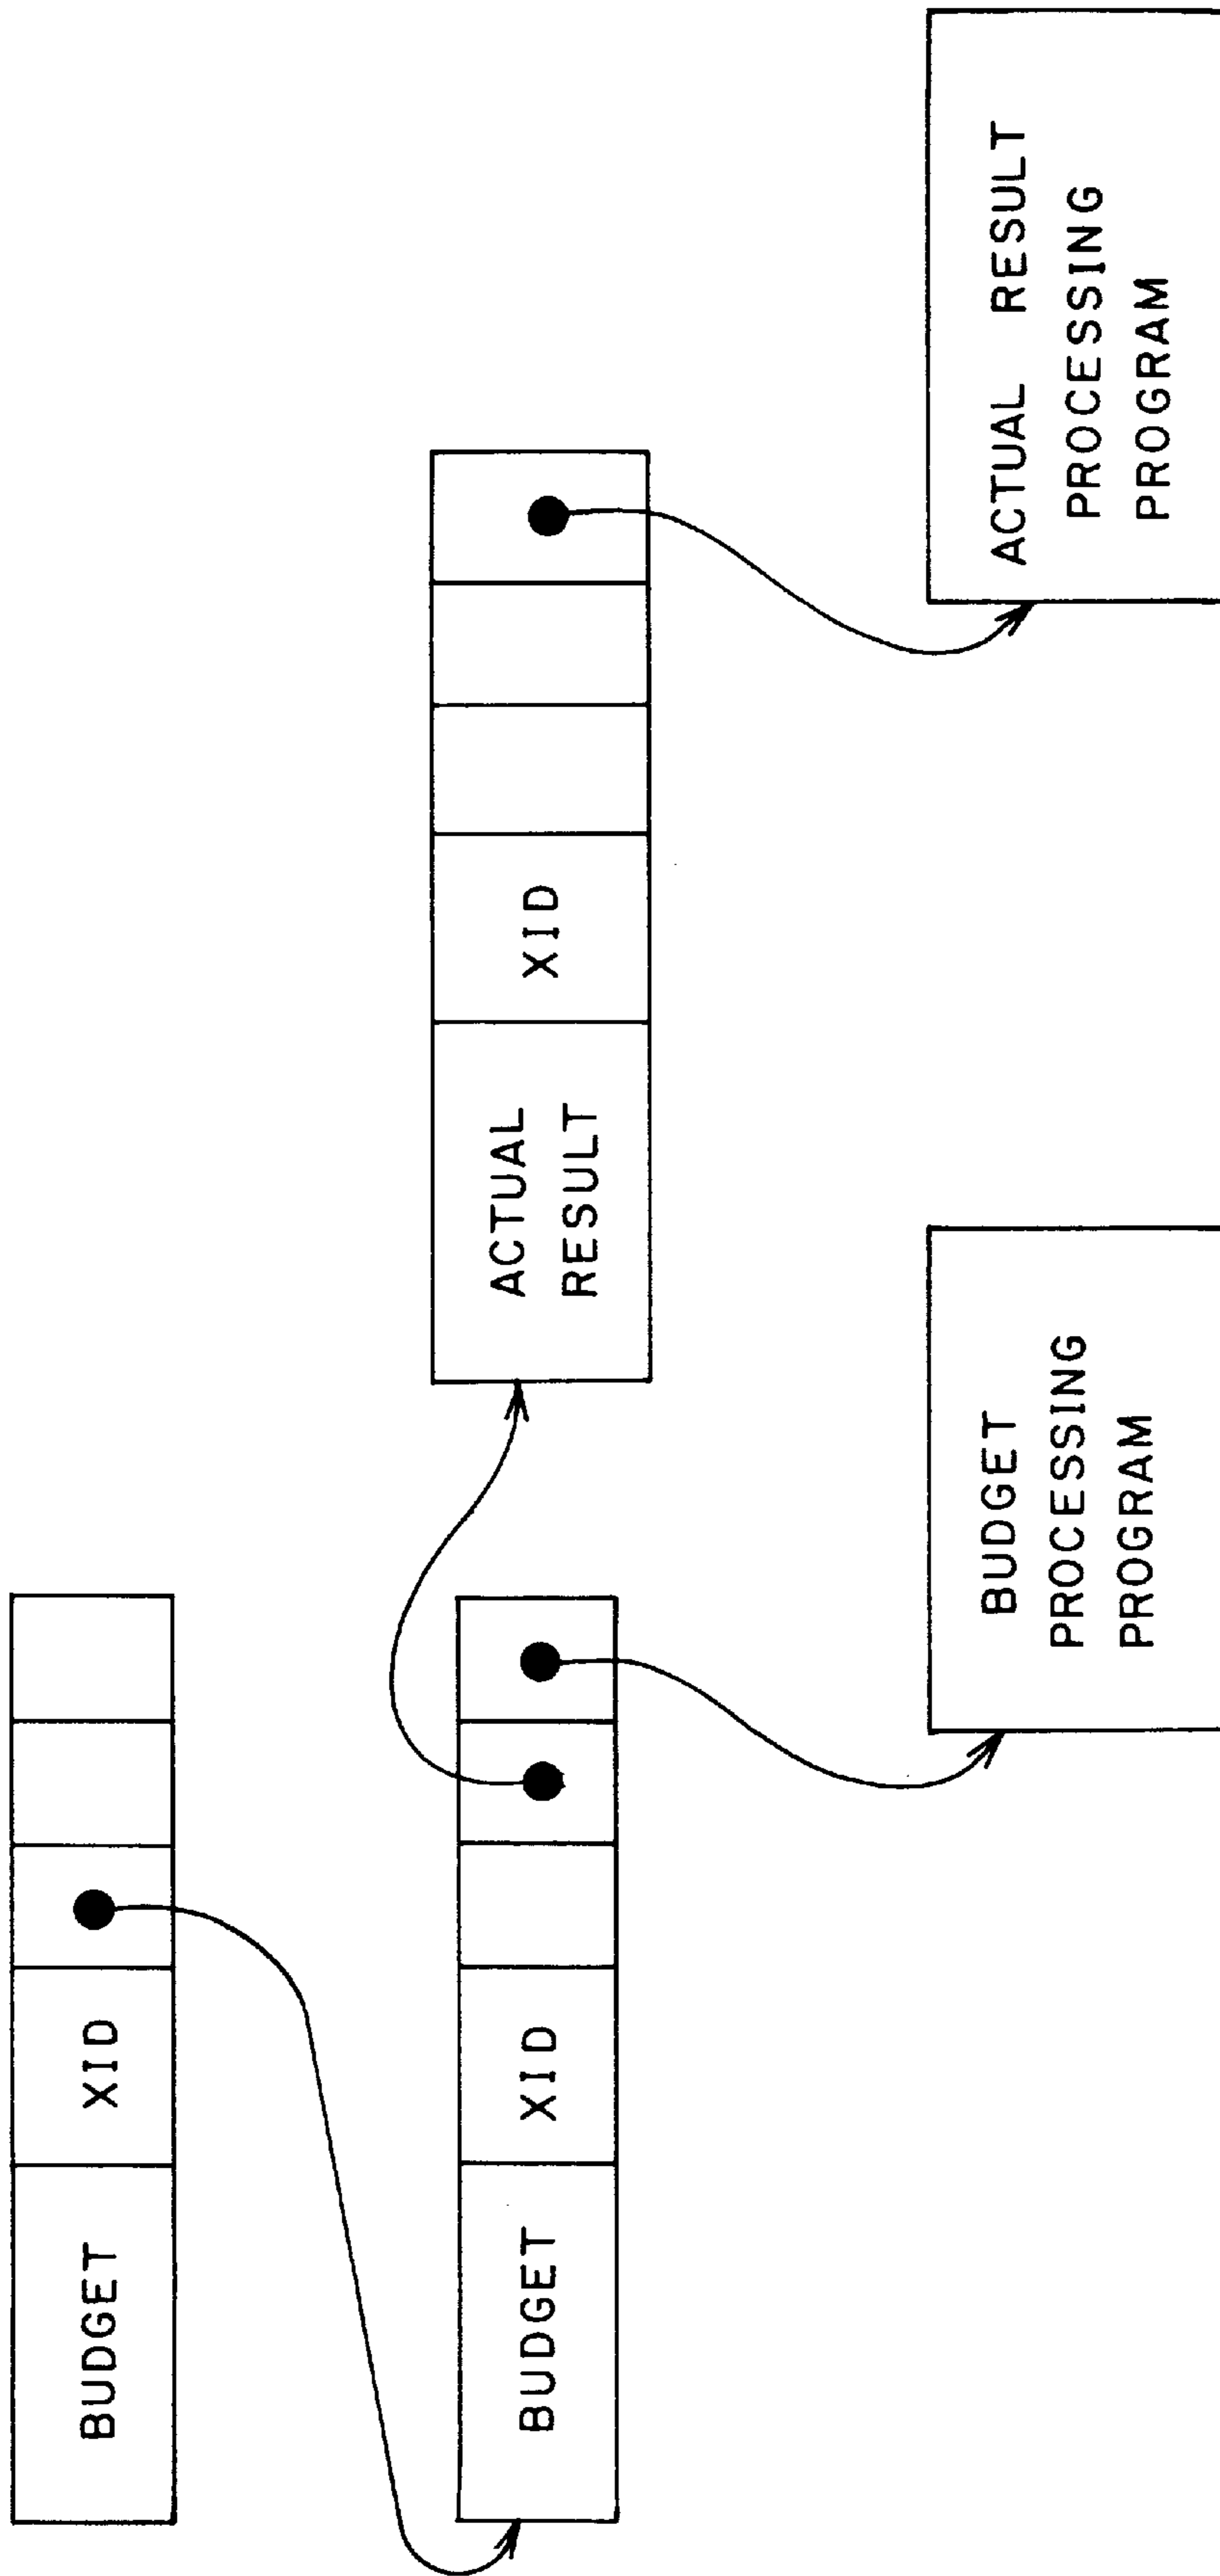 BUDGET XID
BUDGET XID
ACTUAL
RESULT
XID
BUDGET
PROCESSING
PROGRAM
ACTUAL RESULT
PROCESSING
PROGRAM